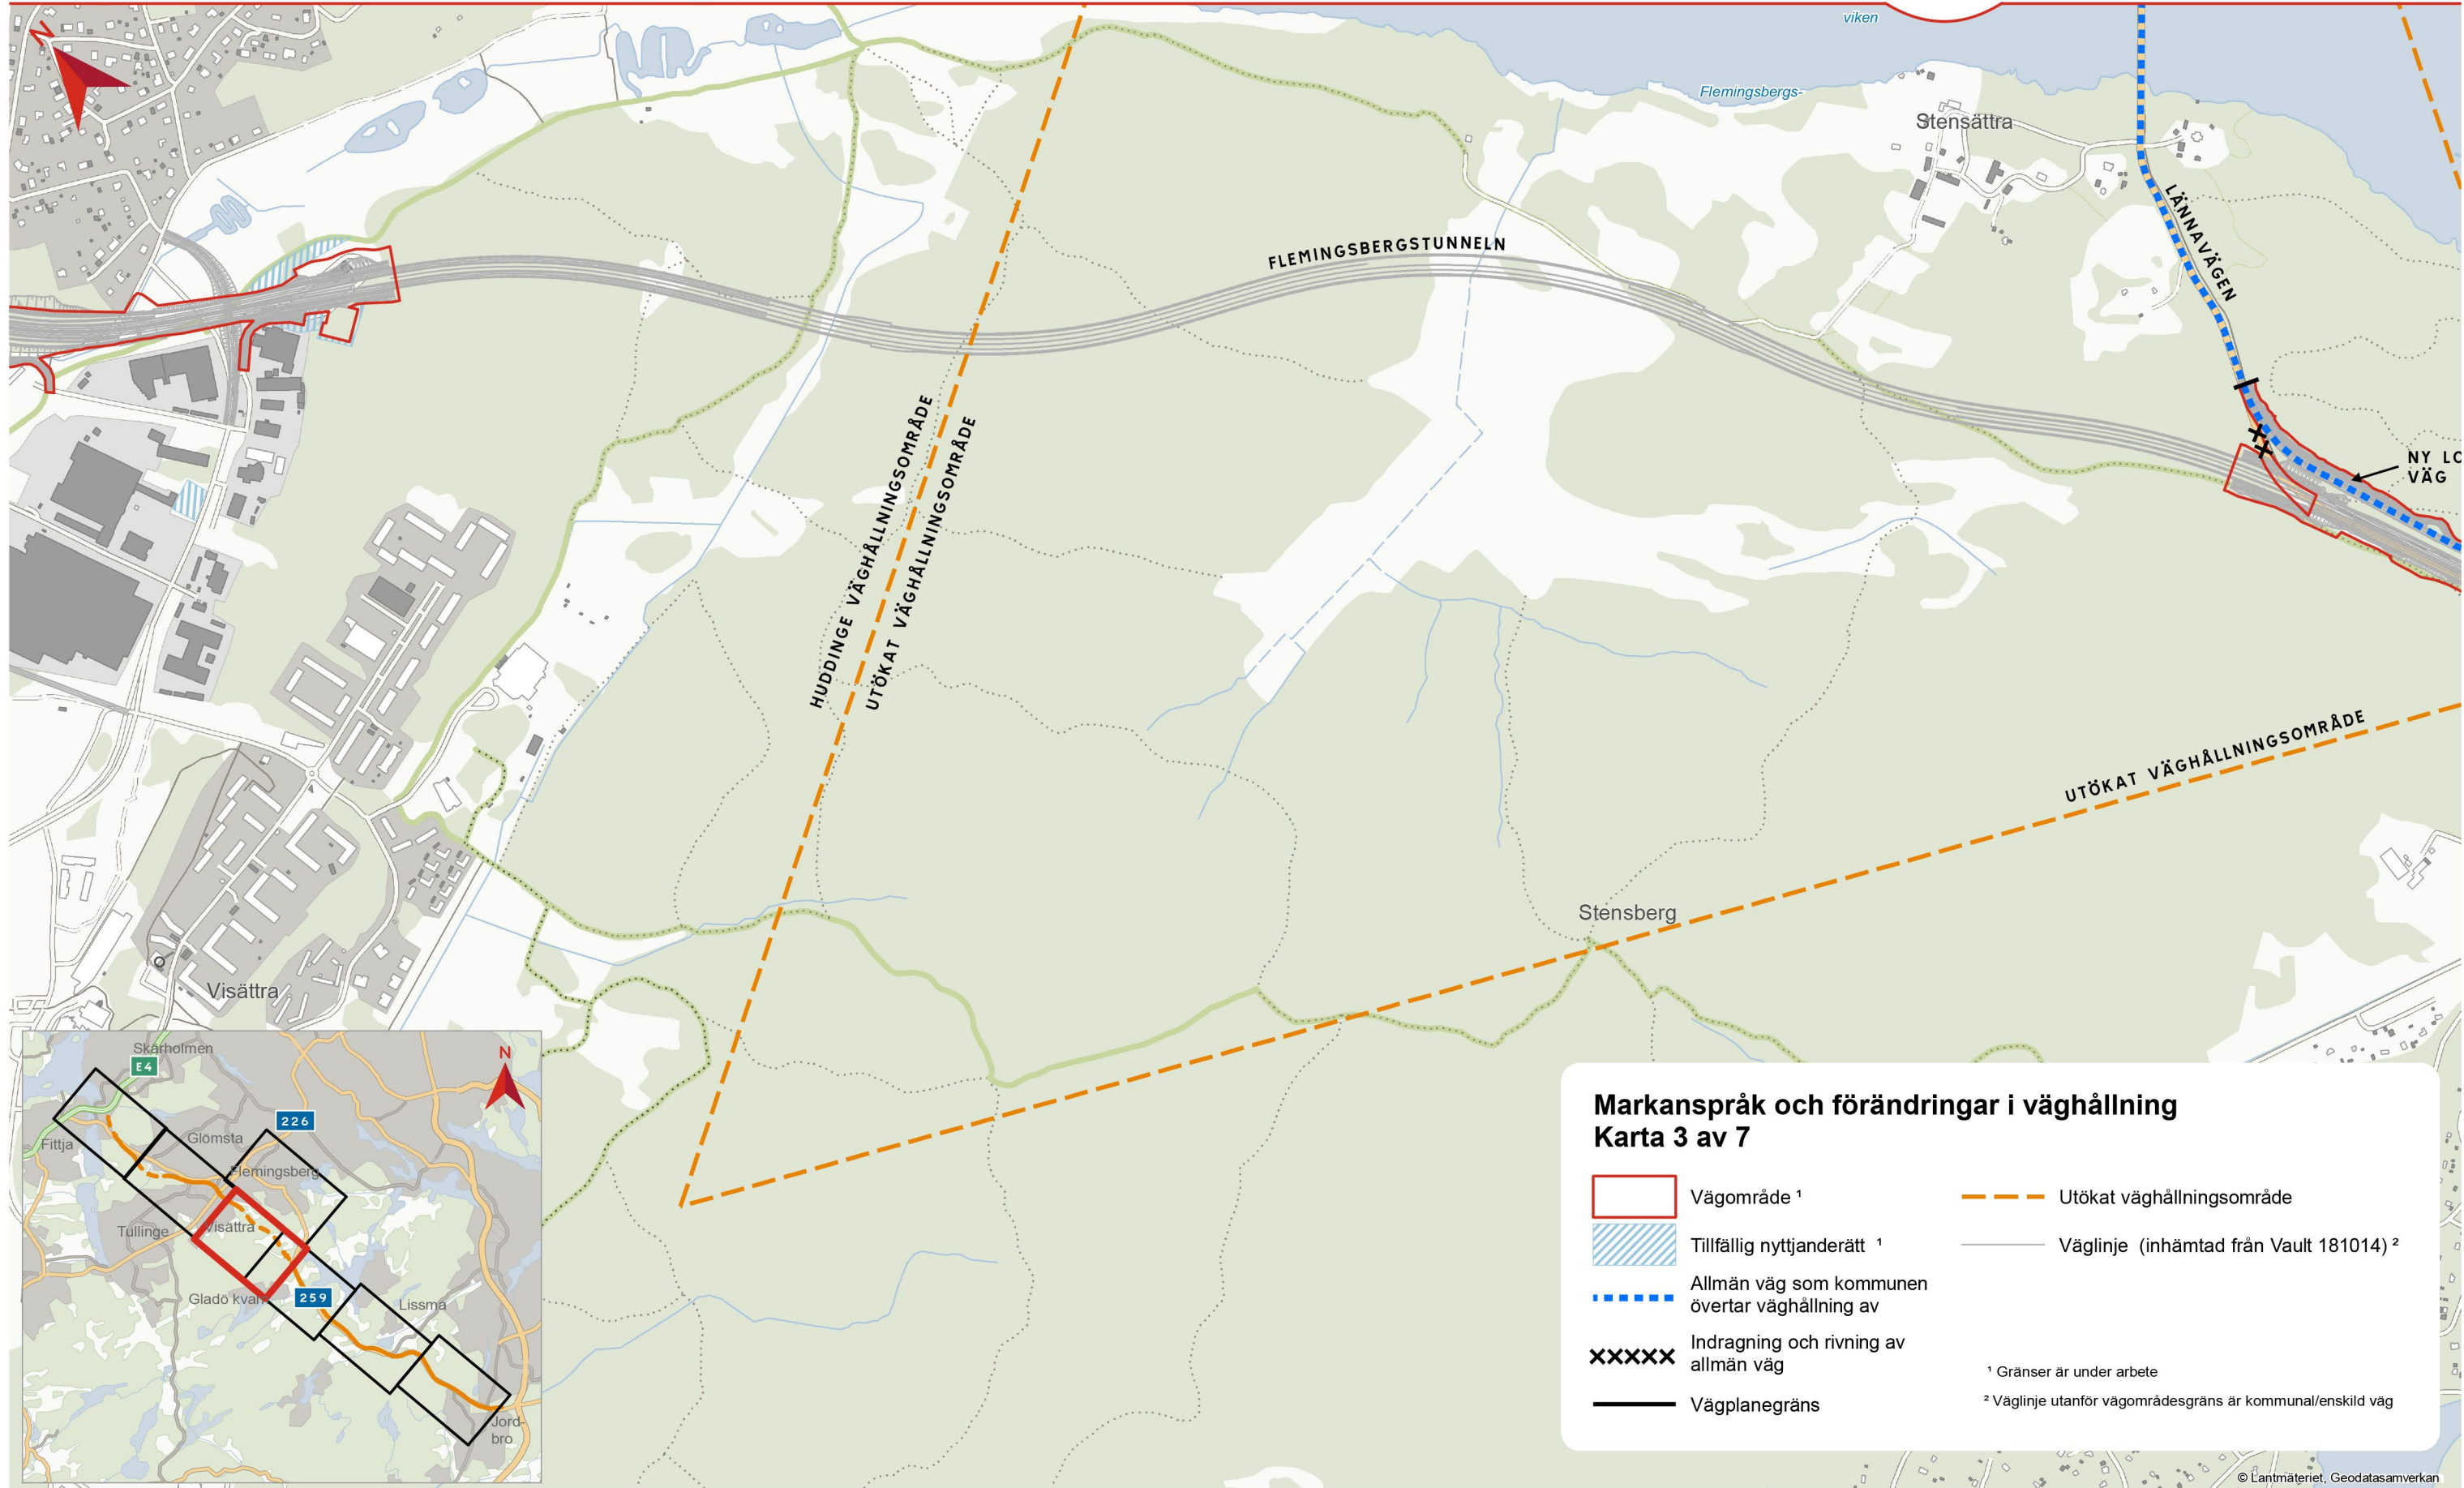 N
viken
Flemingsbergs-
Stensättra
LÄNNAVÄGEN
FLEMINGSBERGSTUNNELN
NY LO
VÄG
HUDDINGE VÄGHÅLLNINGSOMRÅDE
UTÖKAT VÄGHÅLLNINGSOMRÅDE
UTÖKAT VÄGHÅLLNINGSOMRÅDE
Stensberg
Visättra
Skärholmen
E4
N
226
Fittja
Glömsta
Flemingsberg
Tullinge
Visättra
Gladö kvarn
259
Lissma
Jord-
bro
Markanspråk och förändringar i väghållning
Karta 3 av 7
Vägområde ¹
Tillfällig nyttjanderätt ¹
Allmän väg som kommunen
övertar väghållning av
Indragning och rivning av
allmän väg
Vägplanegräns
Utökat väghållningsområde
Väglinje (inhämtad från Vault 181014) ²
¹ Gränser är under arbete
² Väglinje utanför vägområdesgräns är kommunal/enskild väg
© Lantmäteriet, Geodatasamverkan